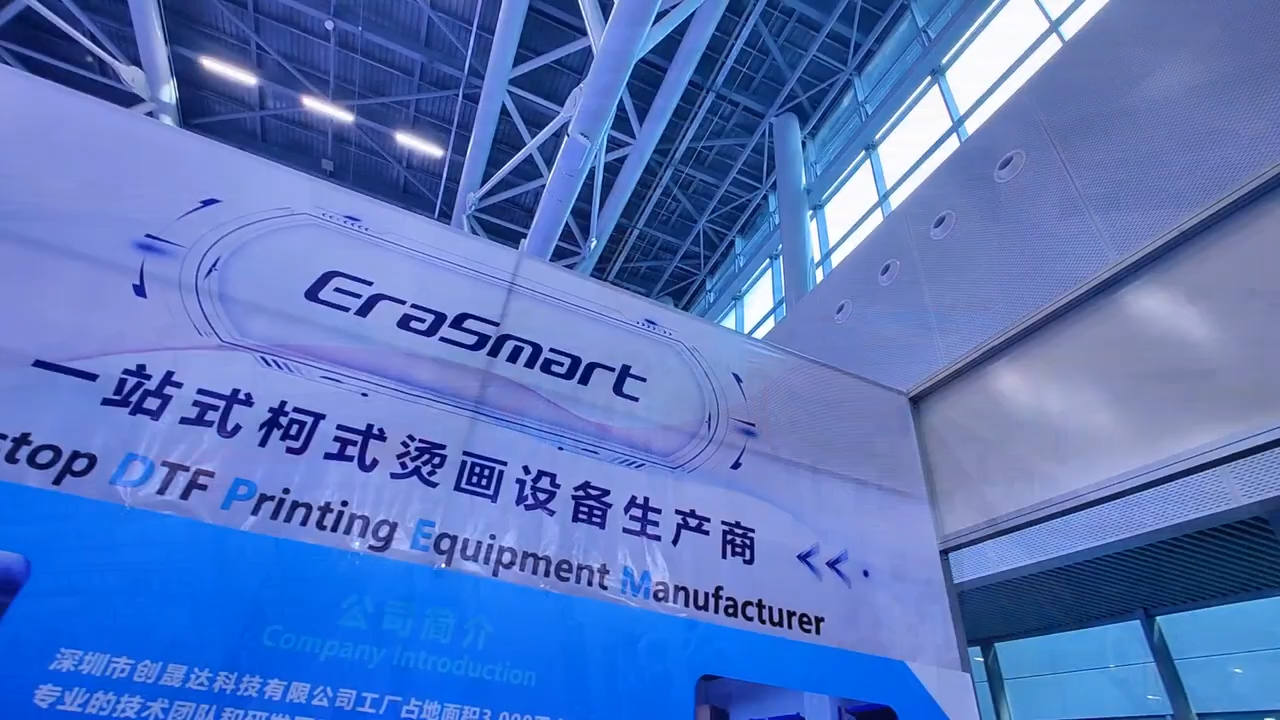 EraSmart
一站式柯式烫画设备生产商
stop DTF Printing Equipment Manufacturer
公司简介
Company Introduction
深圳市创晟达科技有限公司工厂占地面积3,000
专业的技术团队和研发